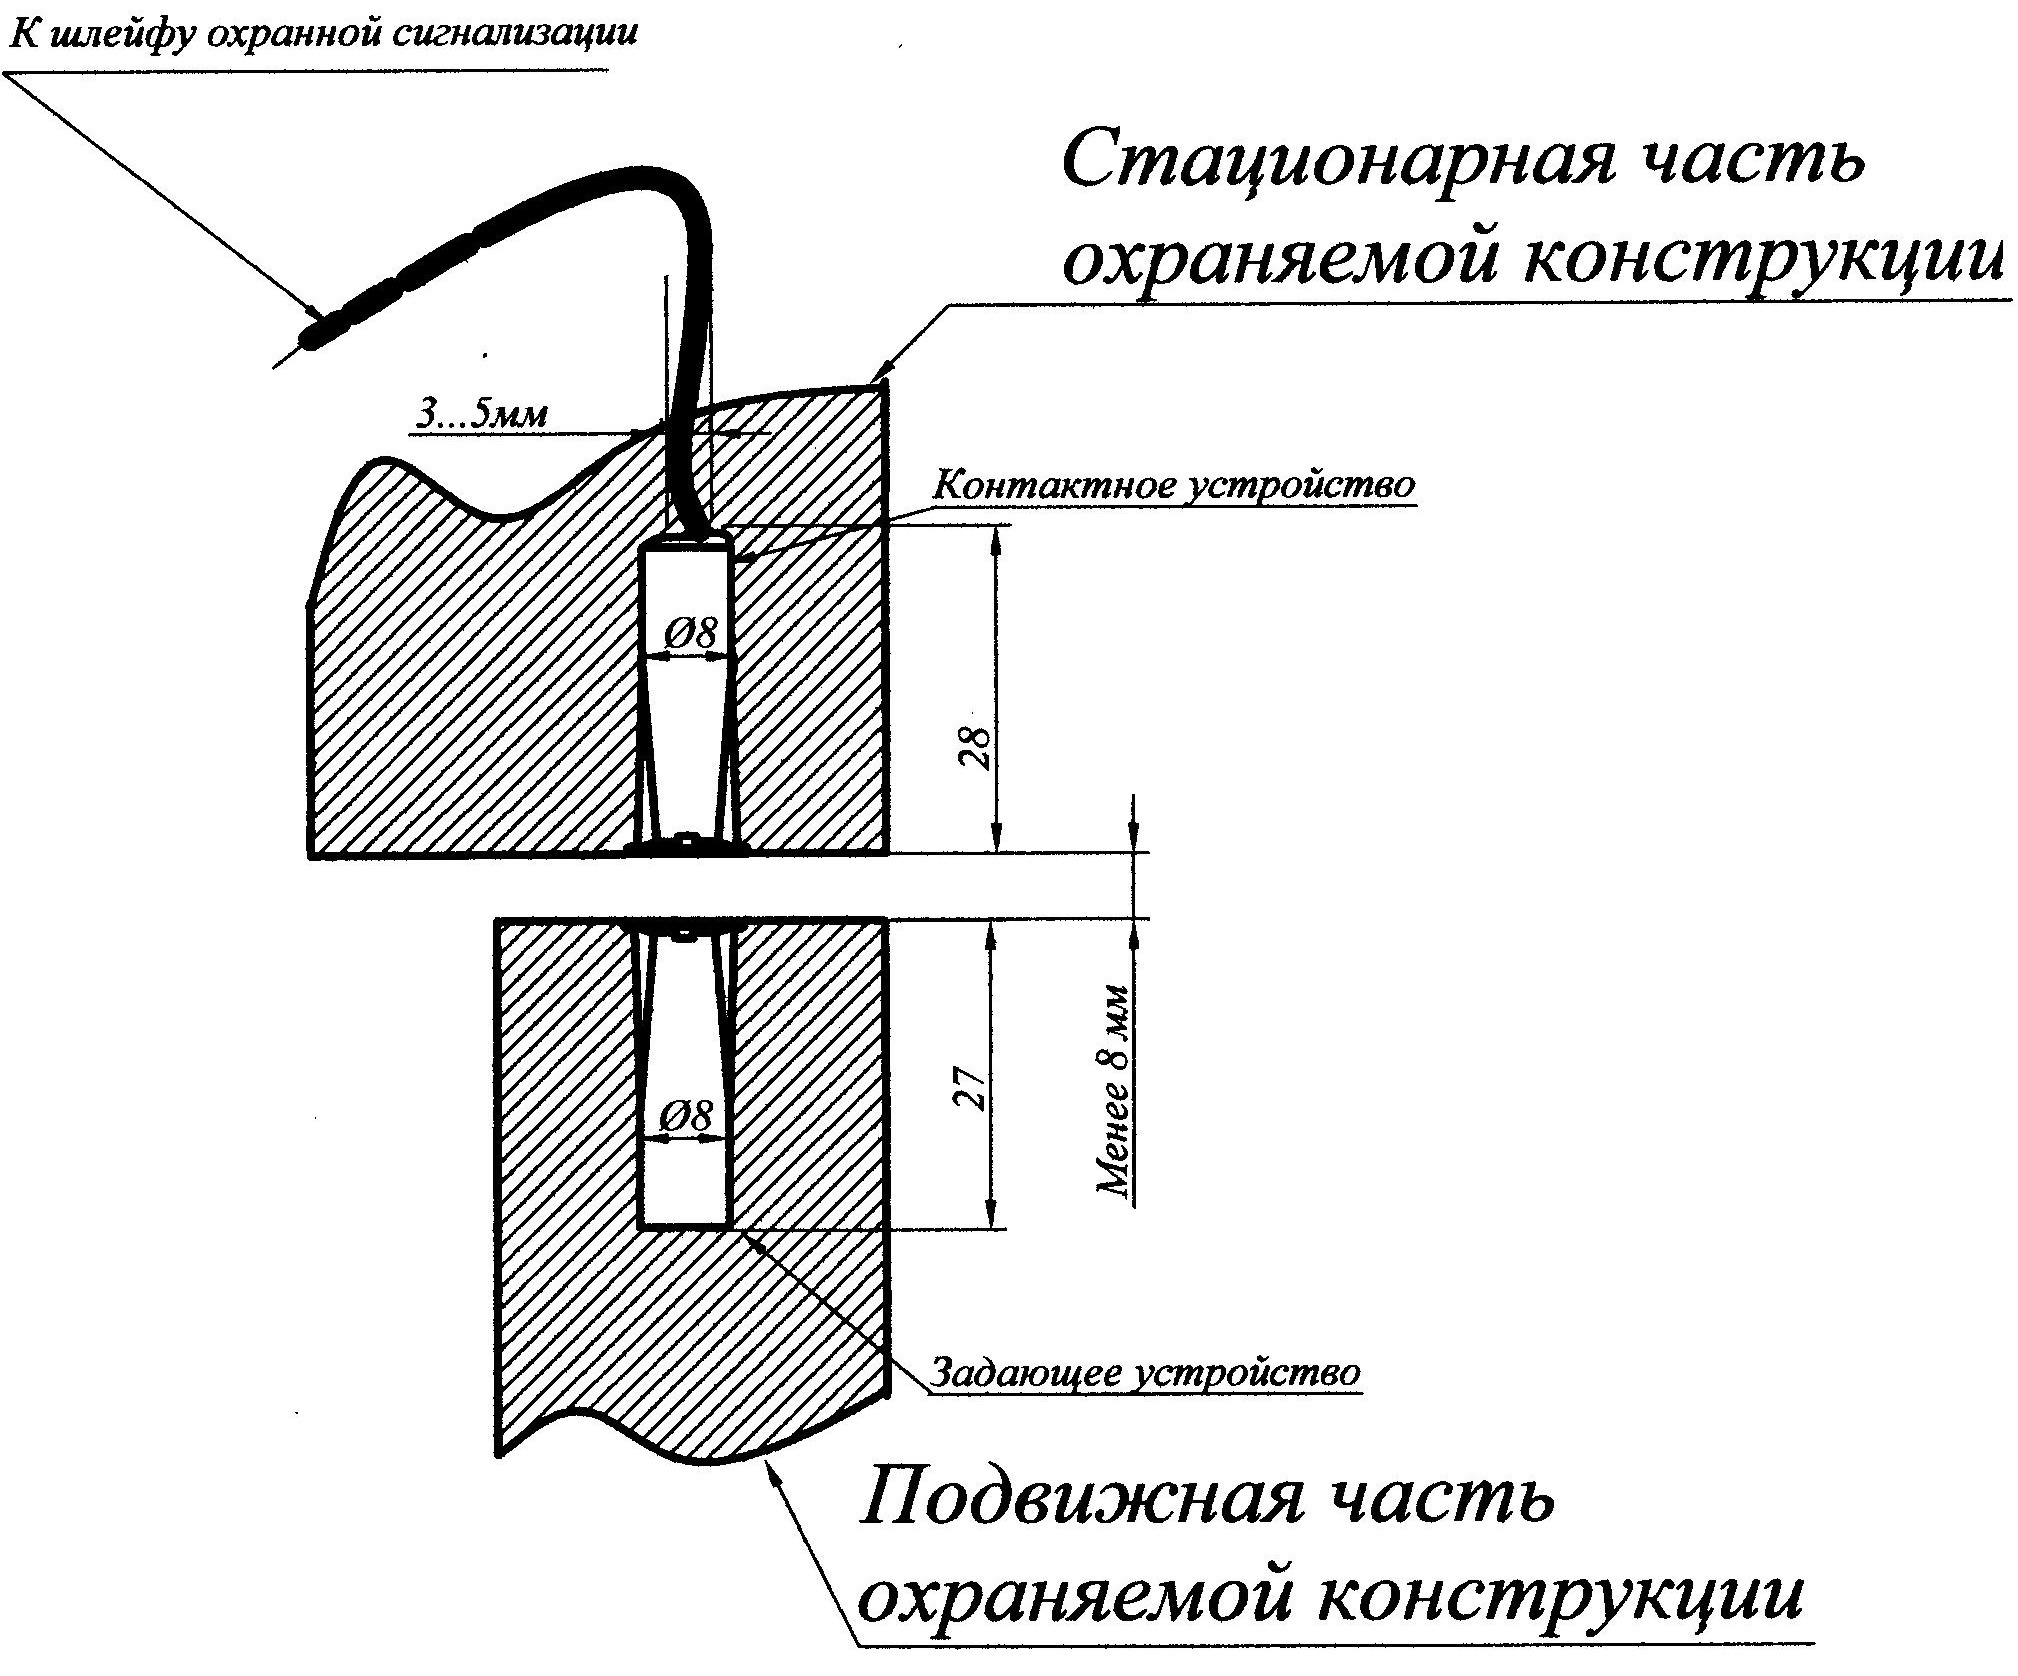 К шлейфу охранной сигнализации
Стационарная часть
охраняемой конструкции
3...5мм
Контактное устройство
Ø8
28
Менее 8 мм
27
Ø8
Задающее устройство
Подвижная часть
охраняемой конструкции